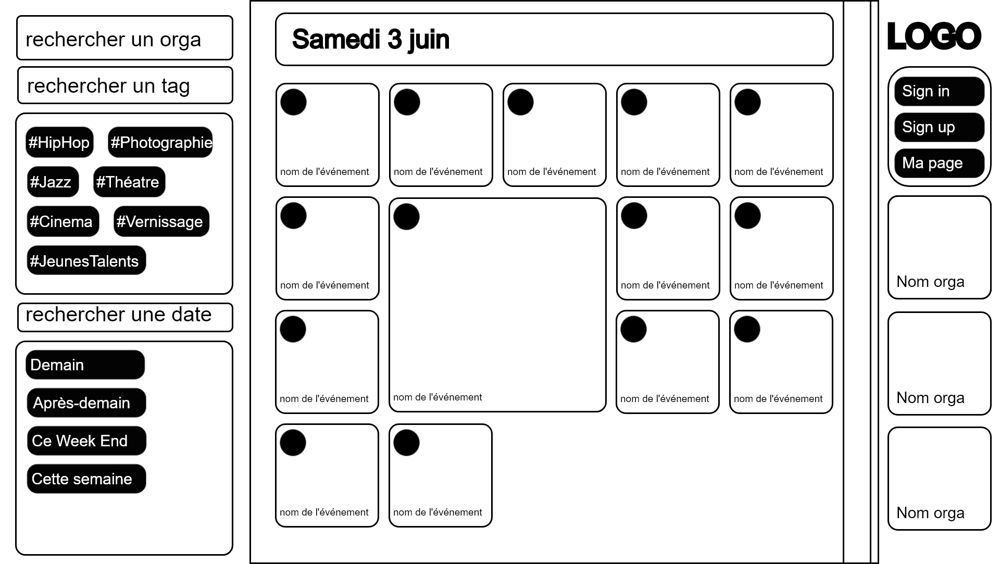 rechercher un orga
rechercher un tag
#HipHop #Photographie
#Jazz #Théatre
#Cinema #Vernissage
#JeunesTalents
rechercher une date
Demain
Après-demain
Ce Week End
Cette semaine
Samedi 3 juin
nom de l'événement nom de l'événement nom de l'événement nom de l'événement nom de l'événement
nom de l'événement nom de l'événement nom de l'événement
nom de l'événement nom de l'événement nom de l'événement nom de l'événement
nom de l'événement nom de l'événement
LOGO
Sign in
Sign up
Ma page
Nom orga
Nom orga
Nom orga